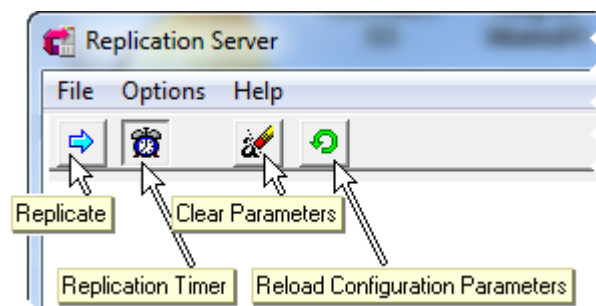 Replication Server
File Options Help
Replicate
Clear Parameters
Replication Timer
Reload Configuration Parameters